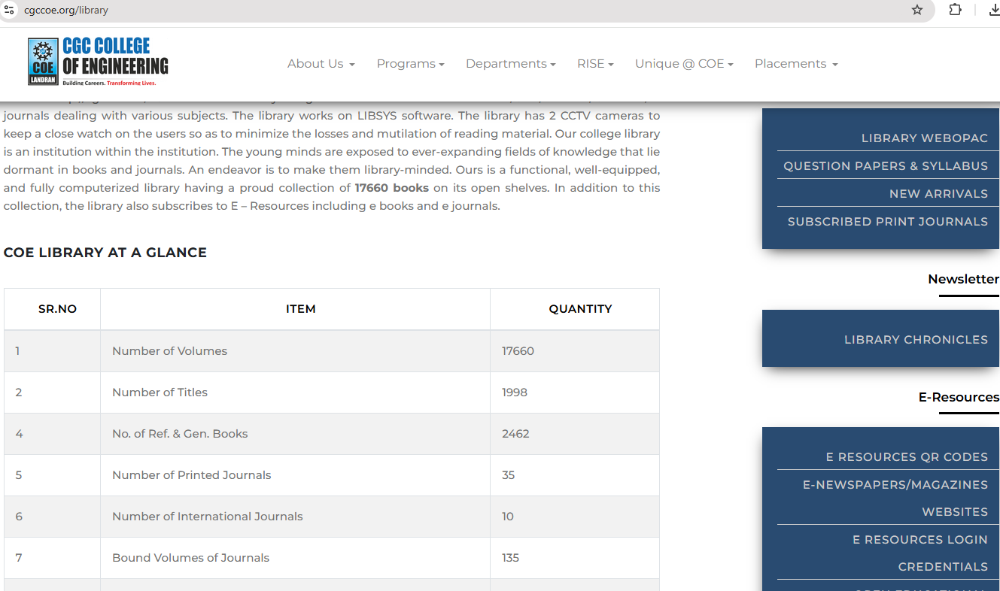 cgccoe.org/library
CGC COLLEGE
OF ENGINEERING
COE
LANDRAN
Building Careers. Transforming Lives.
About Us
Programs
Departments
RISE
Unique @ COE
Placements
journals dealing with various subjects. The library works on LIBSYS software. The library has 2 CCTV cameras to
keep a close watch on the users so as to minimize the losses and mutilation of reading material. Our college library
is an institution within the institution. The young minds are exposed to ever-expanding fields of knowledge that lie
dormant in books and journals. An endeavor is to make them library-minded. Ours is a functional, well-equipped,
and fully computerized library having a proud collection of 17660 books on its open shelves. In addition to this
collection, the library also subscribes to E – Resources including e books and e journals.
COE LIBRARY AT A GLANCE
SR.NO ITEM QUANTITY
1 Number of Volumes 17660
2 Number of Titles 1998
4 No. of Ref. & Gen. Books 2462
5 Number of Printed Journals 35
6 Number of International Journals 10
7 Bound Volumes of Journals 135
LIBRARY WEBOPAC
QUESTION PAPERS & SYLLABUS
NEW ARRIVALS
SUBSCRIBED PRINT JOURNALS
Newsletter
LIBRARY CHRONICLES
E-Resources
E RESOURCES QR CODES
E-NEWSPAPERS/MAGAZINES
WEBSITES
E RESOURCES LOGIN
CREDENTIALS